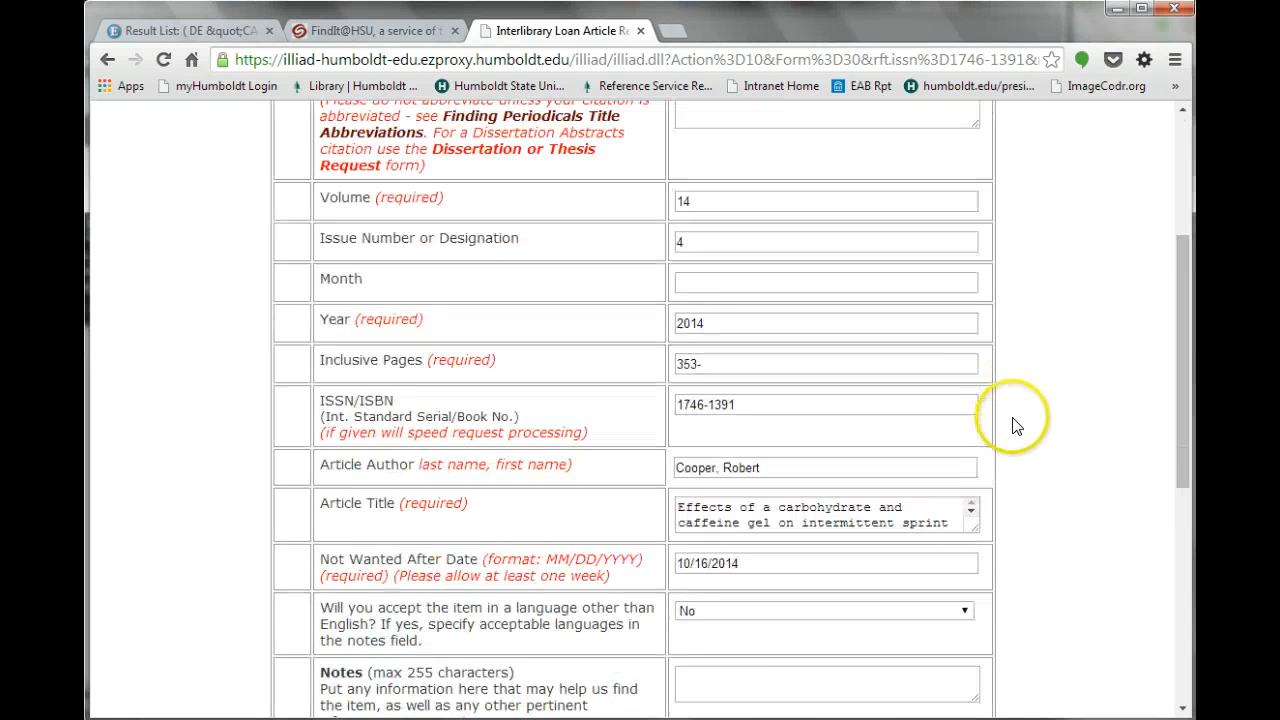 Result List: ( DE &quot;CA
FindIt@HSU, a service of t
Interlibrary Loan Article Re
https://illiad-humboldt-edu.ezproxy.humboldt.edu/illiad/illiad.dll?Action%3D10&Form%3D30&rft.issn%3D1746-1391&
Apps
myHumboldt Login
Library | Humboldt ...
Humboldt State Uni...
Reference Service Re...
Intranet Home
EAB Rpt
humboldt.edu/presi...
ImageCodr.org
»
(Please do not abbreviate unless your citation is
abbreviated - see Finding Periodicals Title
Abbreviations. For a Dissertation Abstracts
citation use the Dissertation or Thesis
Request form)
Volume (required)
14
Issue Number or Designation
4
Month
Year (required)
2014
Inclusive Pages (required)
353-
ISSN/ISBN
(Int. Standard Serial/Book No.)
(if given will speed request processing)
1746-1391
Article Author last name, first name)
Cooper, Robert
Article Title (required)
Effects of a carbohydrate and
caffeine gel on intermittent sprint
Not Wanted After Date (format: MM/DD/YYYY)
(required) (Please allow at least one week)
10/16/2014
Will you accept the item in a language other than
English? If yes, specify acceptable languages in
the notes field.
No
Notes (max 255 characters)
Put any information here that may help us find
the item, as well as any other pertinent